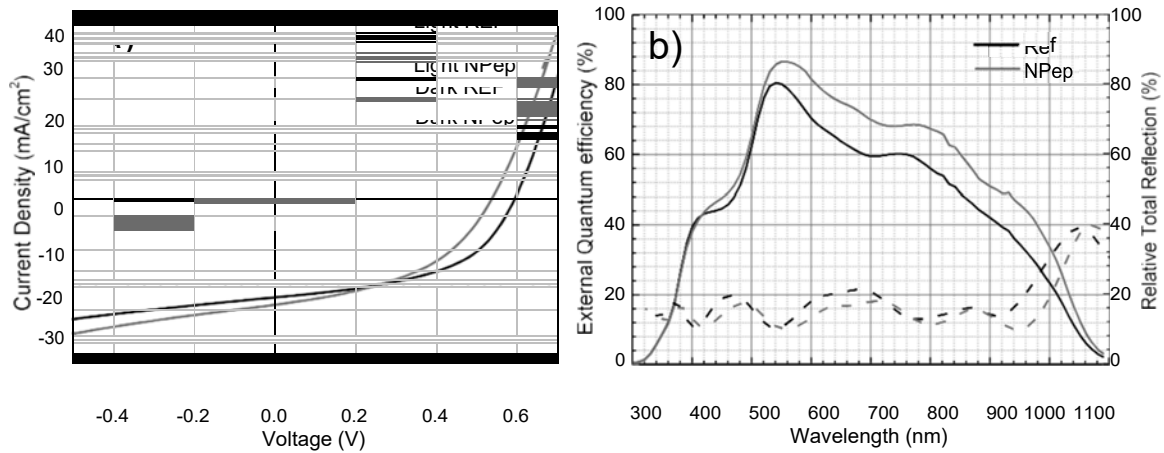 40
30
20
10
0
-10
-20
-30
Current Density (mA/cm²)
Light NPep
-0.4 -0.2 0.0 0.2 0.4 0.6
Voltage (V)
b)
Ref
NPep
100
80
60
40
20
0
External Quantum efficiency (%)
100
80
60
40
20
0
Relative Total Reflection (%)
300 400 500 600 700 800 900 1000 1100
Wavelength (nm)